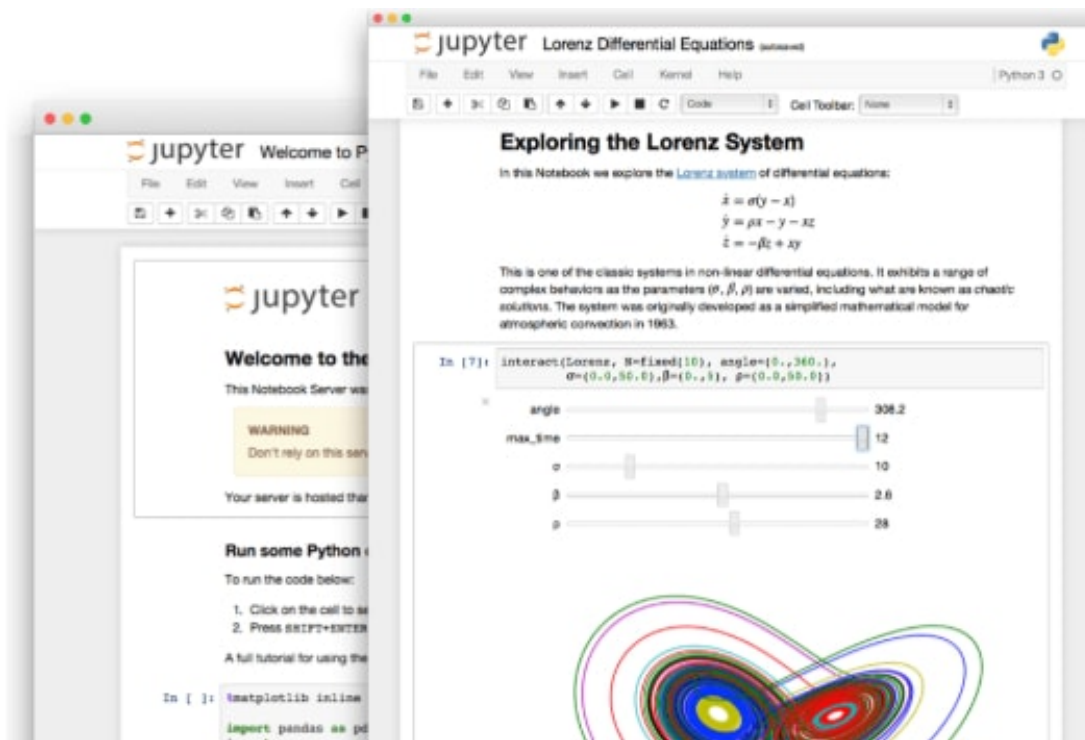 jupyter Welcome to P
File Edit View Insert Cell
jupyter
Welcome to the
This Notebook Server was
WARNING
Don't rely on this serv
Your server is hosted than
Run some Python
To run the code below:
1. Click on the cell to se
2. Press SHIFT+ENTER
A full tutorial for using the
In [ ]: %matplotlib inline
import pandas as pd
jupyter Lorenz Differential Equations (autosaved)
File Edit View Insert Cell Kernel Help Python 3
Code Cell Toolbar: None
Exploring the Lorenz System
In this Notebook we explore the Lorenz system of differential equations:
ẋ = σ(y − x)
ẏ = ρx − y − xz
ż = −βz + xy
This is one of the classic systems in non-linear differential equations. It exhibits a range of
complex behaviors as the parameters (σ, β, ρ) are varied, including what are known as chaotic
solutions. The system was originally developed as a simplified mathematical model for
atmospheric convection in 1963.
In [7]: interact(Lorenz, N=fixed(10), angle=(0.,360.),
σ=(0.0,50.0),β=(0.,5), ρ=(0.0,50.0))
angle 308.2
max_time 12
σ 10
β 2.6
ρ 28